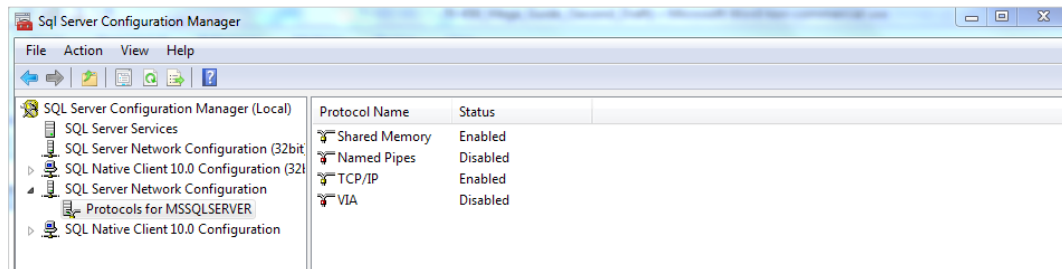 Sql Server Configuration Manager
File Action View Help
SQL Server Configuration Manager (Local)
SQL Server Services
SQL Server Network Configuration (32bit
SQL Native Client 10.0 Configuration (32b
SQL Server Network Configuration
Protocols for MSSQLSERVER
SQL Native Client 10.0 Configuration
Protocol Name Status
Shared Memory Enabled
Named Pipes Disabled
TCP/IP Enabled
VIA Disabled